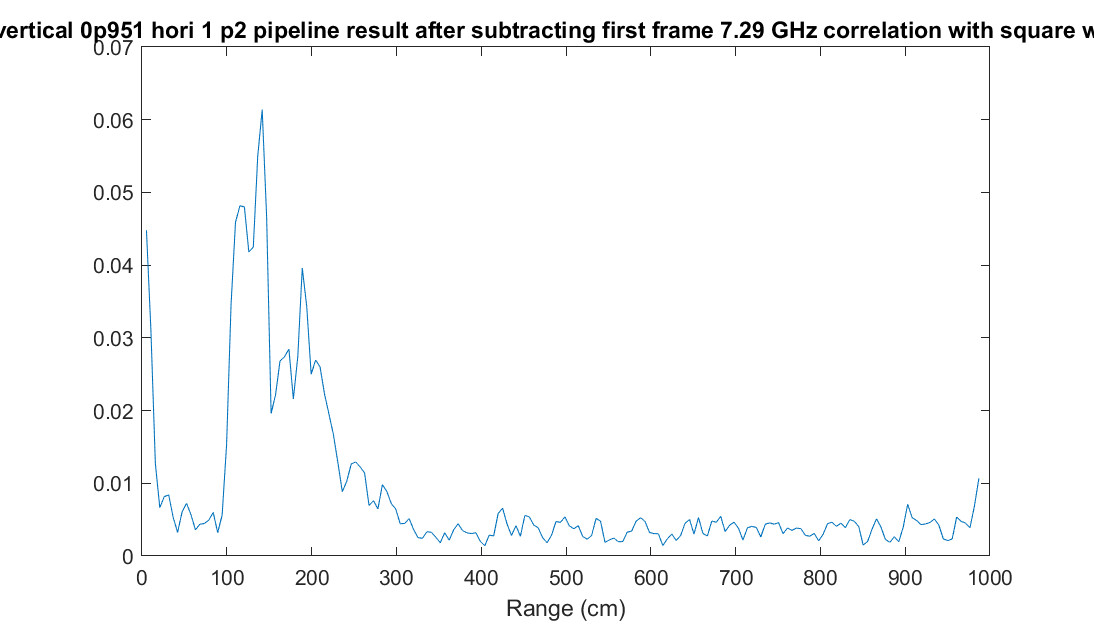 vertical 0p951 hori 1 p2 pipeline result after subtracting first frame 7.29 GHz correlation with square w
0.07
0.06
0.05
0.04
0.03
0.02
0.01
0
0 100 200 300 400 500 600 700 800 900 1000
Range (cm)